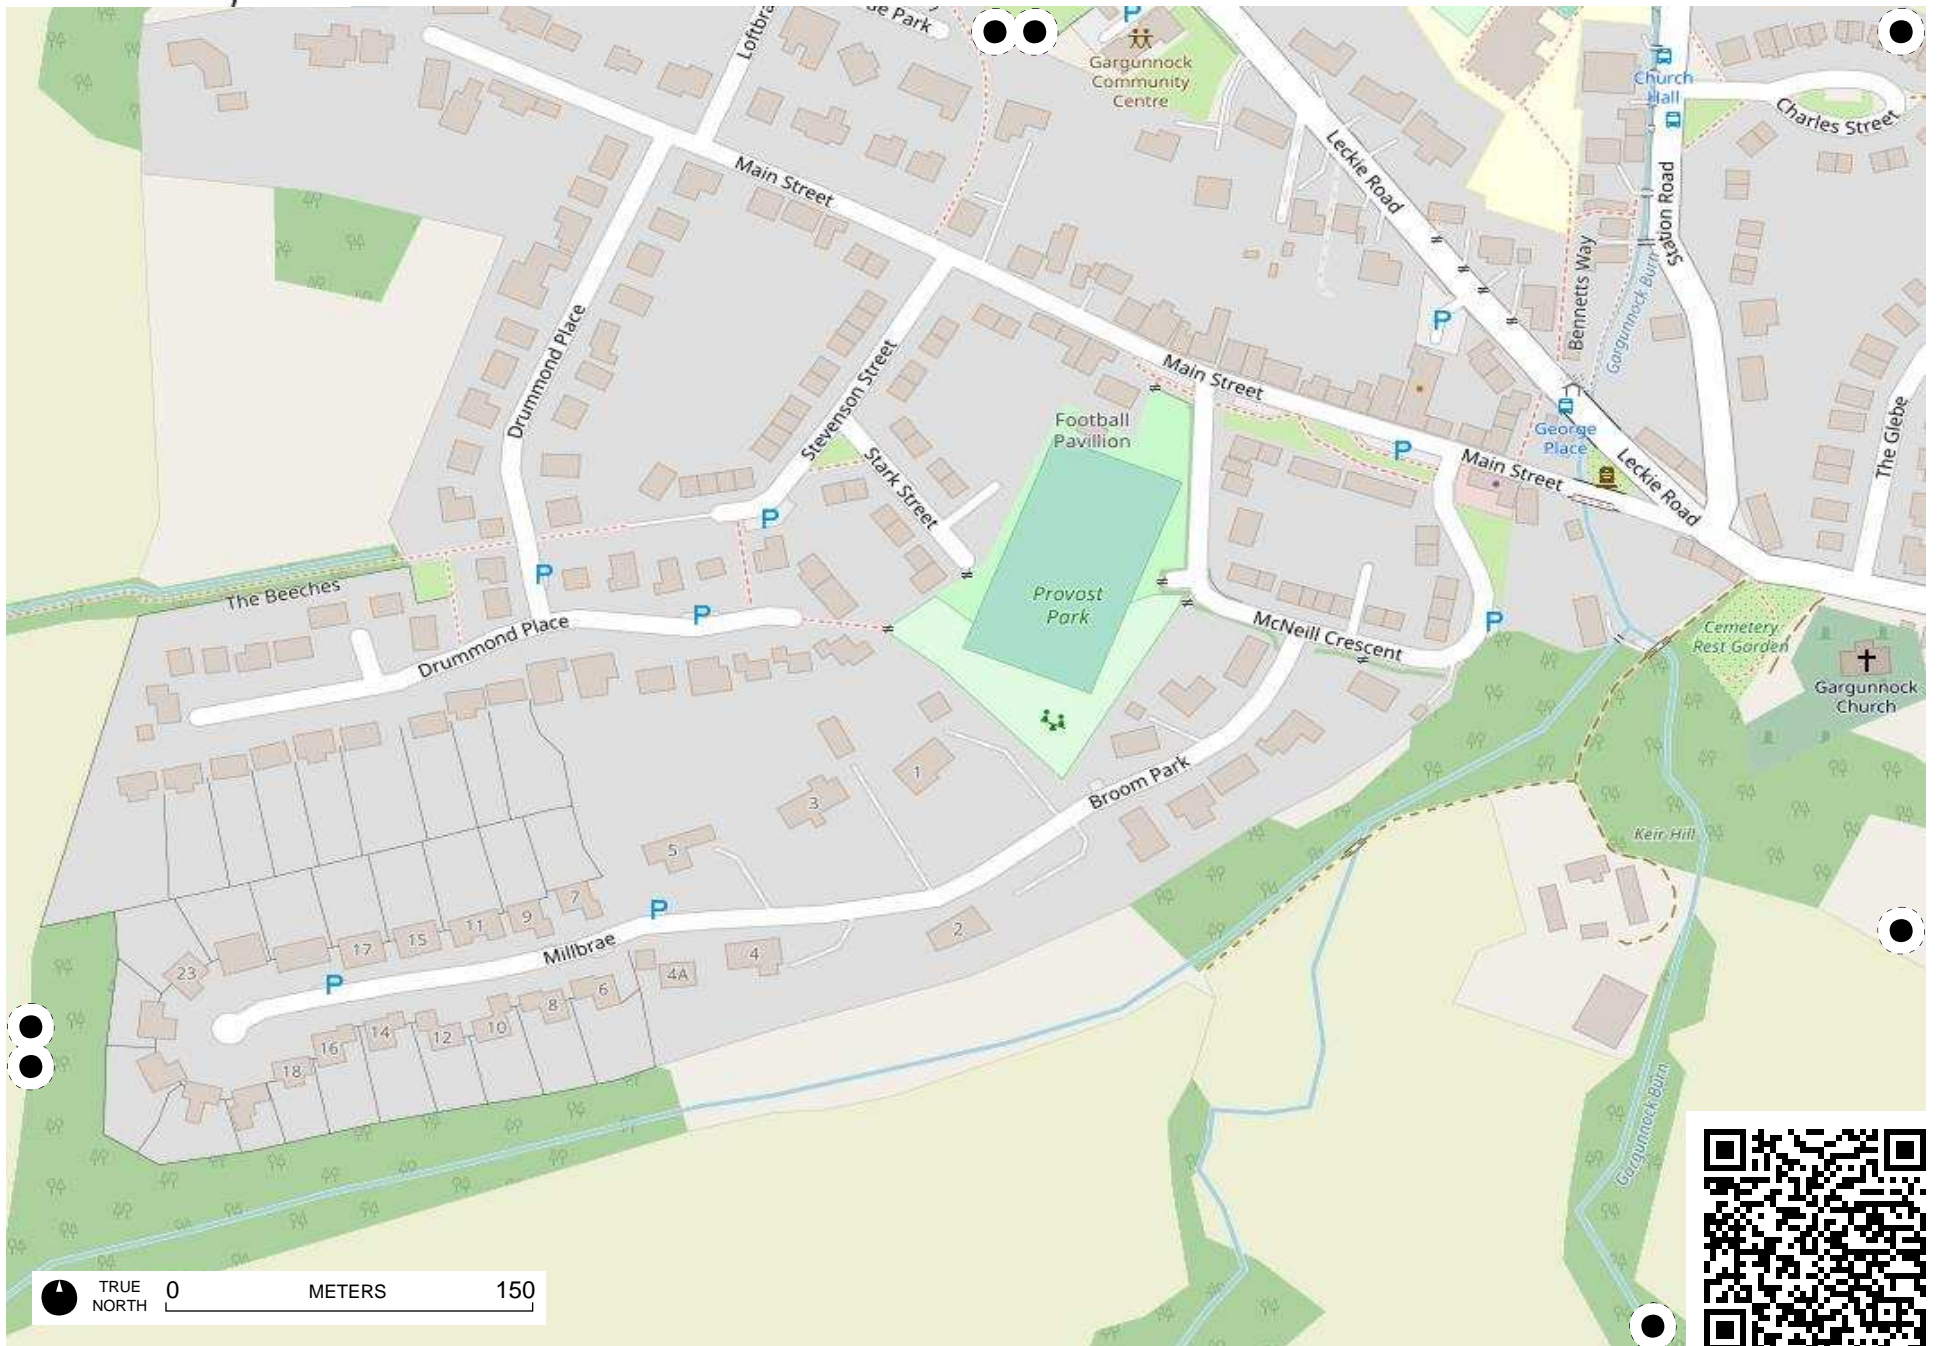 Loftbra
ge Park
P
Gargunnock
Community
Centre
Church
Hall
Charles Street
Leckie Road
Main Street
Station Road
Bennetts Way
Gargunnock Burn
P
Drummond Place
Stevenson Street
Main Street
Football
Pavillion
George
Place
P
Main Street
Leckie Road
The Glebe
Stark Street
P
P
The Beeches
Provost
Park
P
Drummond Place
McNeill Crescent
P
Cemetery
Rest Garden
Gargunnock
Church
1
3
Broom Park
5
Keir Hill
7
P
9
11
15
17
2
Millbrae
4
23
4A
P
6
8
10
12
14
16
18
Gargunnock Burn
TRUE
NORTH
0 METERS 150